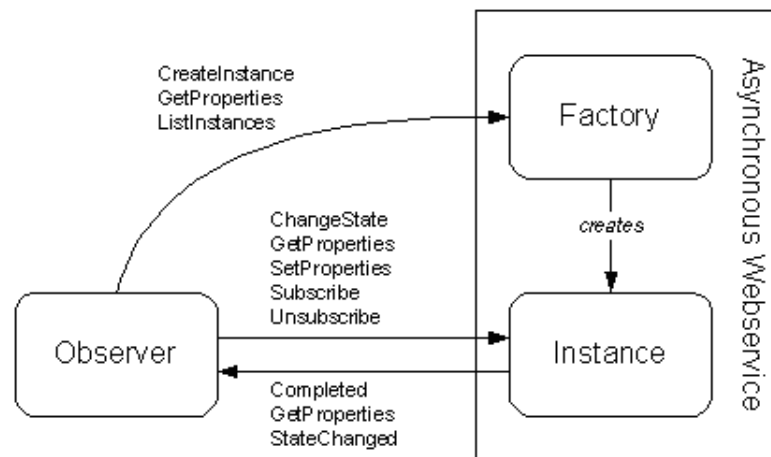 CreateInstance
GetProperties
ListInstances
Factory
Asynchronous Webservice
creates
ChangeState
GetProperties
SetProperties
Subscribe
Unsubscribe
Observer
Instance
Completed
GetProperties
StateChanged